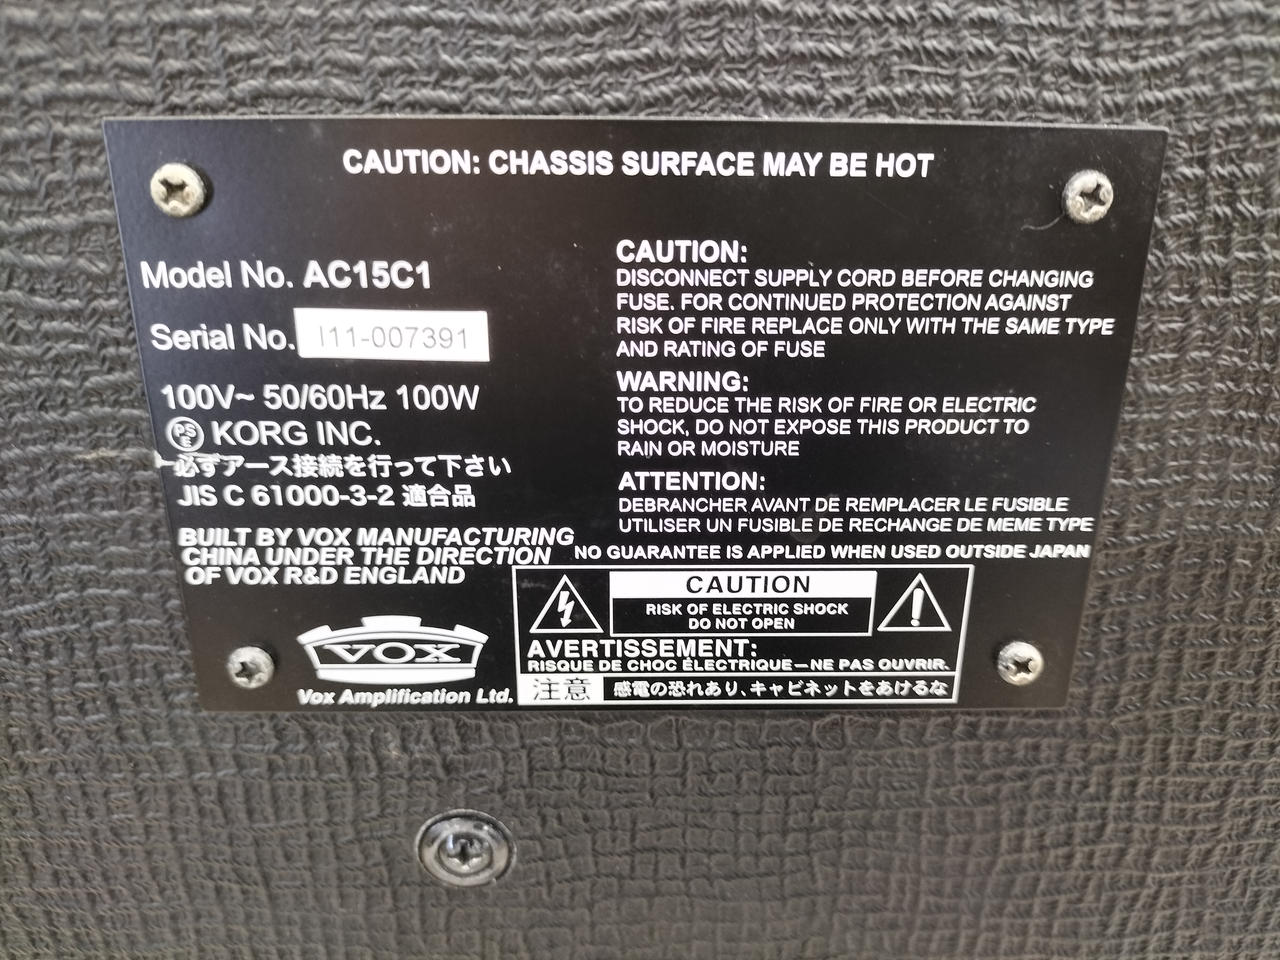 CAUTION: CHASSIS SURFACE MAY BE HOT
Model No. AC15C1
Serial No. I11-007391
100V~ 50/60Hz 100W
PSE KORG INC.
必ずアース接続を行って下さい
JIS C 61000-3-2 適合品
BUILT BY VOX MANUFACTURING
CHINA UNDER THE DIRECTION
OF VOX R&D ENGLAND
VOX
Vox Amplification Ltd.
CAUTION:
DISCONNECT SUPPLY CORD BEFORE CHANGING
FUSE. FOR CONTINUED PROTECTION AGAINST
RISK OF FIRE REPLACE ONLY WITH THE SAME TYPE
AND RATING OF FUSE
WARNING:
TO REDUCE THE RISK OF FIRE OR ELECTRIC
SHOCK, DO NOT EXPOSE THIS PRODUCT TO
RAIN OR MOISTURE
ATTENTION:
DEBRANCHER AVANT DE REMPLACER LE FUSIBLE
UTILISER UN FUSIBLE DE RECHANGE DE MEME TYPE
NO GUARANTEE IS APPLIED WHEN USED OUTSIDE JAPAN
CAUTION
RISK OF ELECTRIC SHOCK
DO NOT OPEN
AVERTISSEMENT:
RISQUE DE CHOC ÉLECTRIQUE—NE PAS OUVRIR.
注意 感電の恐れあり、キャビネットをあけるな